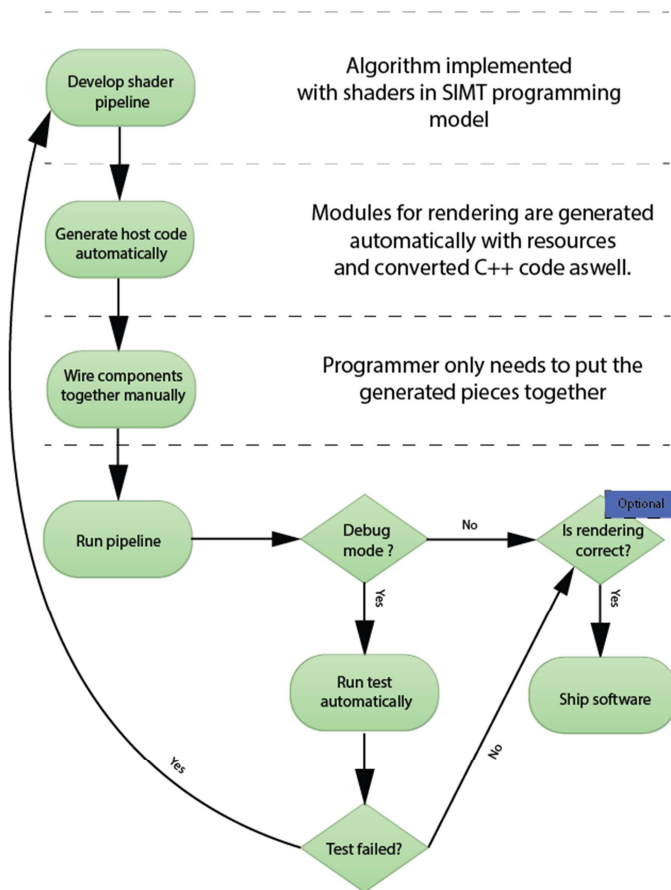 Develop shader
pipeline
Algorithm implemented
with shaders in SIMT programming
model
Generate host code
automatically
Modules for rendering are generated
automatically with resources
and converted C++ code aswell.
Wire components
together manually
Programmer only needs to put the
generated pieces together
Optional
Run pipeline
Debug
mode ?
No
Is rendering
correct?
Yes
Yes
Run test
automatically
Ship software
Yes
No
Test failed?